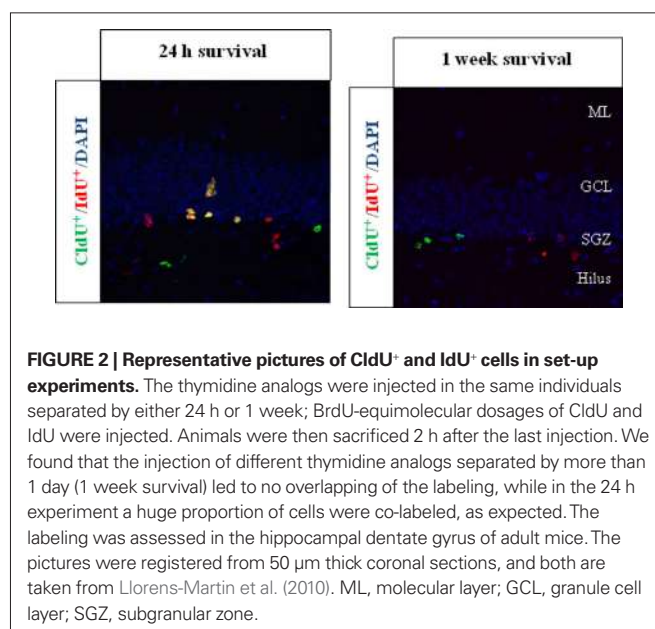 24 h survival
CldU⁺/IdU⁺/DAPI
1 week survival
CldU⁺/IdU⁺/DAPI
ML
GCL
SGZ
Hilus
FIGURE 2 | Representative pictures of CldU⁺ and IdU⁺ cells in set-up
experiments. The thymidine analogs were injected in the same individuals
separated by either 24 h or 1 week; BrdU-equimolecular dosages of CldU and
IdU were injected. Animals were then sacrificed 2 h after the last injection. We
found that the injection of different thymidine analogs separated by more than
1 day (1 week survival) led to no overlapping of the labeling, while in the 24 h
experiment a huge proportion of cells were co-labeled, as expected. The
labeling was assessed in the hippocampal dentate gyrus of adult mice. The
pictures were registered from 50 μm thick coronal sections, and both are
taken from Llorens-Martin et al. (2010). ML, molecular layer; GCL, granule cell
layer; SGZ, subgranular zone.